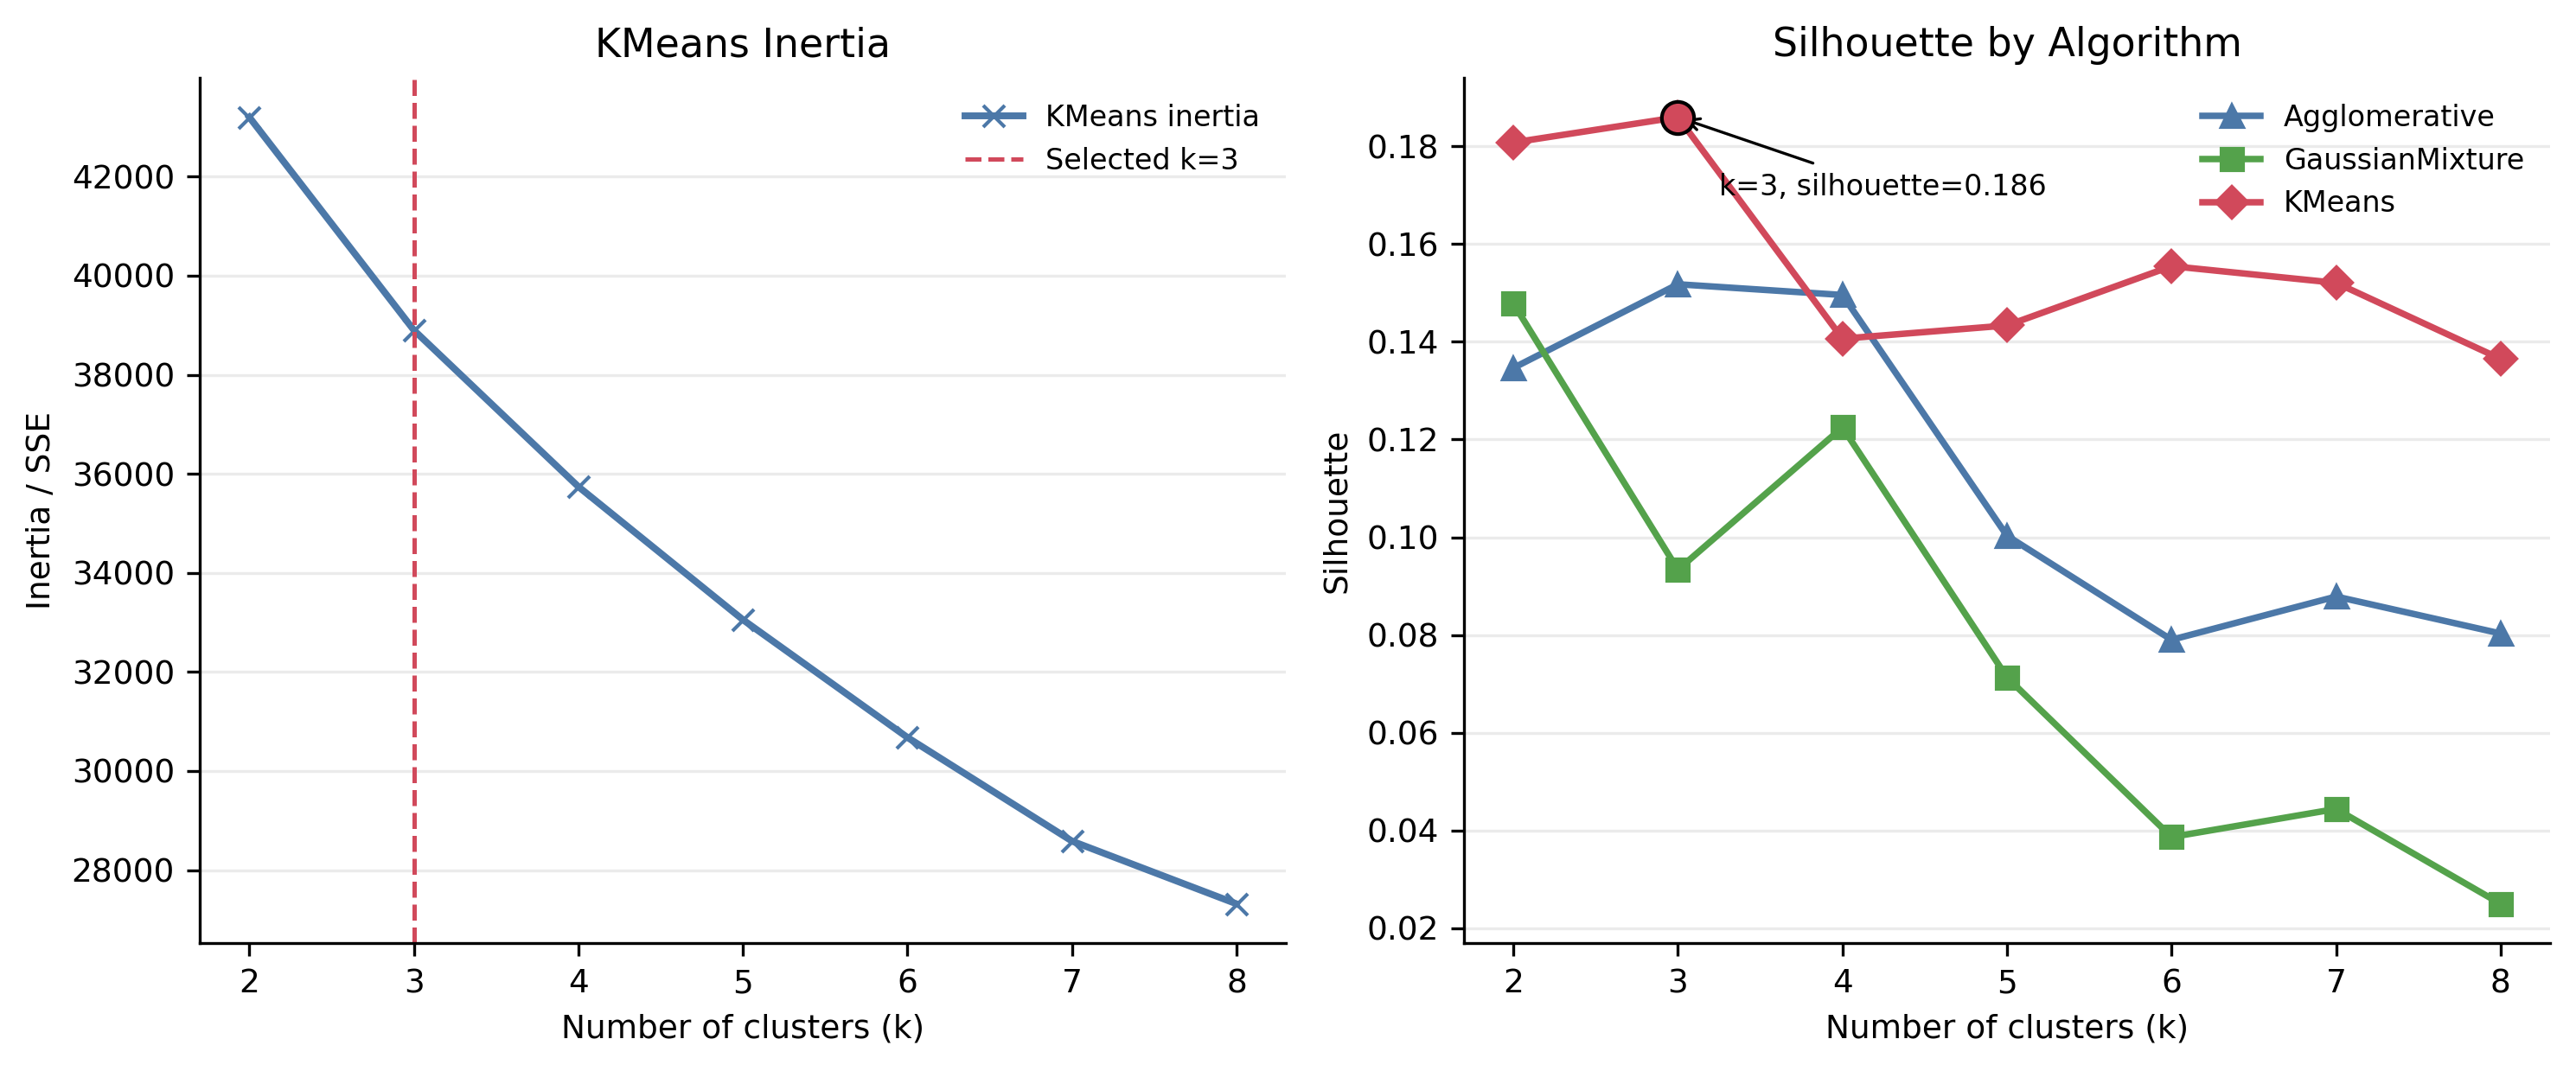 KMeans Inertia
KMeans inertia
Selected k=3
42000
40000
38000
36000
34000
32000
30000
28000
Inertia / SSE
2 3 4 5 6 7 8
Number of clusters (k)
Silhouette by Algorithm
Agglomerative
GaussianMixture
KMeans
k=3, silhouette=0.186
0.18
0.16
0.14
0.12
0.10
0.08
0.06
0.04
0.02
Silhouette
2 3 4 5 6 7 8
Number of clusters (k)